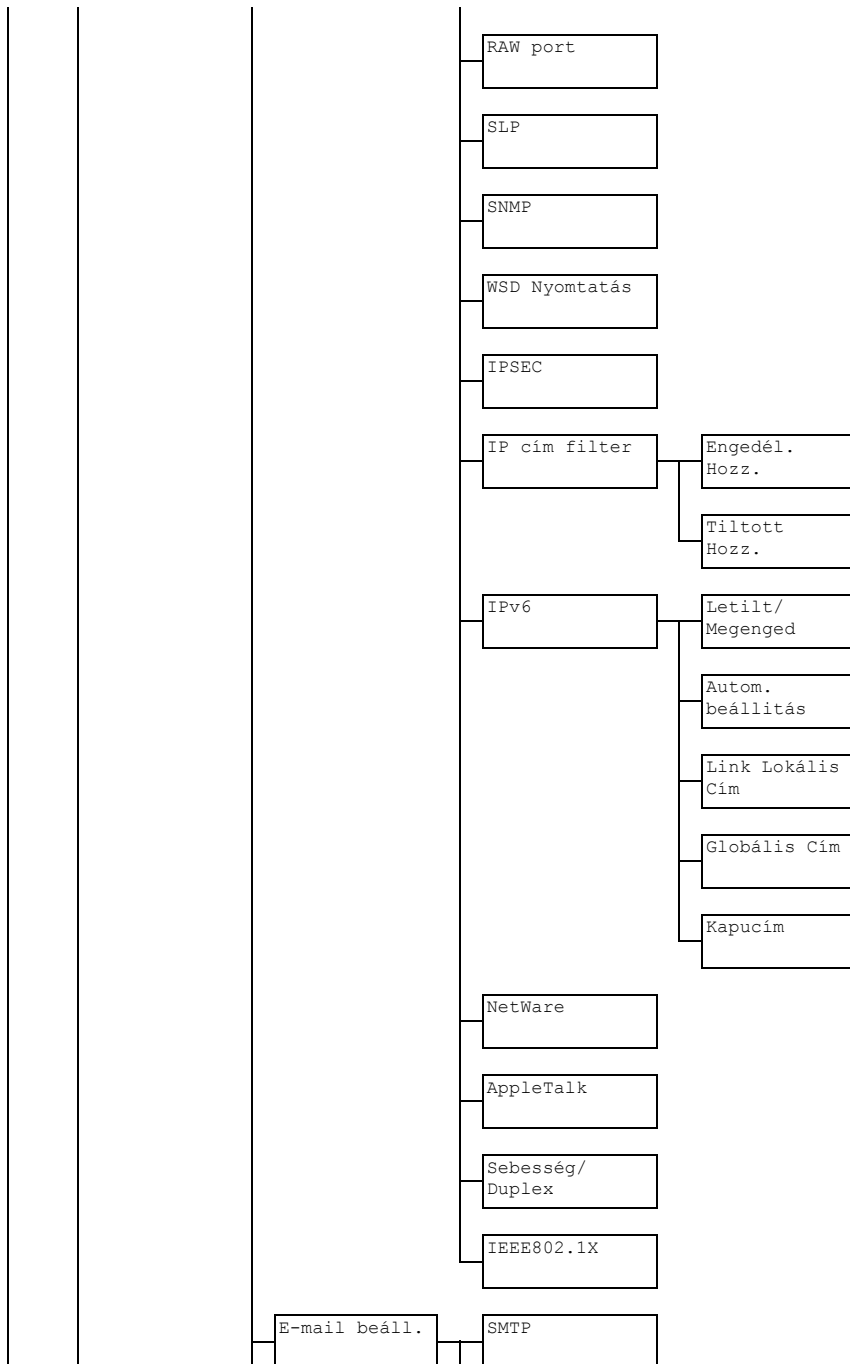 RAW port
SLP
SNMP
WSD Nyomtatás
IPSEC
IP cím filter
Engedél.
Hozz.
Tiltott
Hozz.
IPv6
Letilt/
Megenged
Autom.
beállitás
Link Lokális
Cím
Globális Cím
Kapucím
NetWare
AppleTalk
Sebesség/
Duplex
IEEE802.1X
E-mail beáll.
SMTP